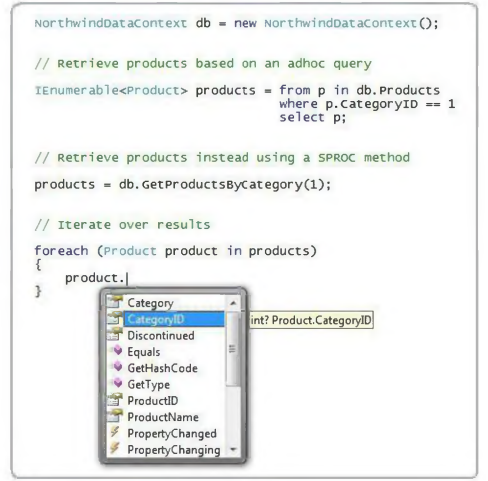 NorthwindDataContext db = new NorthwindDataContext();
// Retrieve products based on an adhoc query
IEnumerable<Product> products = from p in db.Products
where p.CategoryID == 1
select p;
// Retrieve products instead using a SPROC method
products = db.GetProductsByCategory(1);
// Iterate over results
foreach (Product product in products)
{
product.
}
Category
CategoryID
int? Product.CategoryID
Discontinued
Equals
GetHashCode
GetType
ProductID
ProductName
PropertyChanged
PropertyChanging